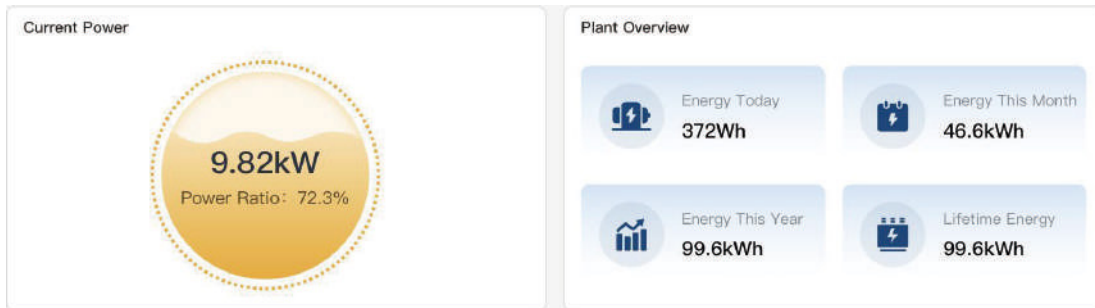 Current Power
9.82kW
Power Ratio: 72.3%
Plant Overview
Energy Today
372Wh
Energy This Month
46.6kWh
Energy This Year
99.6kWh
Lifetime Energy
99.6kWh